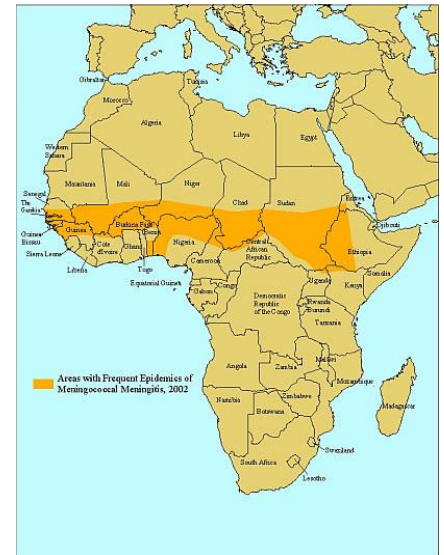 Gibraltar
Tunisia
Morocco
Algeria
Libya
Egypt
Western
Sahara
Mauritania
Mali
Niger
Chad
Sudan
Eritrea
Senegal
The
Gambia
Djibouti
Guinea
Bissau
Guinea
Burkina Faso
Benin
Nigeria
Central
African
Republic
Ethiopia
Sierra Leone
Cote
d'Ivoire
Ghana
Cameroon
Somalia
Liberia
Togo
Equatorial Guinea
Uganda
Kenya
Gabon
Congo
Democratic
Republic
of the Congo
Rwanda
Burundi
Tanzania
Areas with Frequent Epidemics of
Meningococcal Meningitis, 2002
Angola
Zambia
Malawi
Mozambique
Namibia
Zimbabwe
Botswana
Madagascar
Swaziland
South Africa
Lesotho